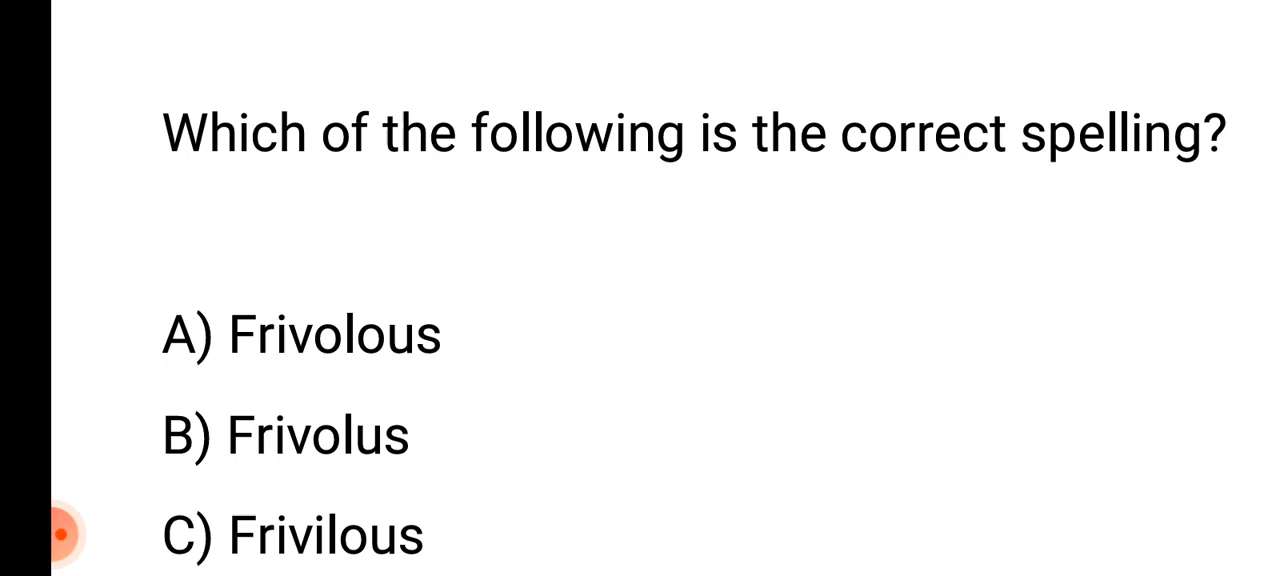 Which of the following is the correct spelling?
A) Frivolous
B) Frivolus
C) Frivilous